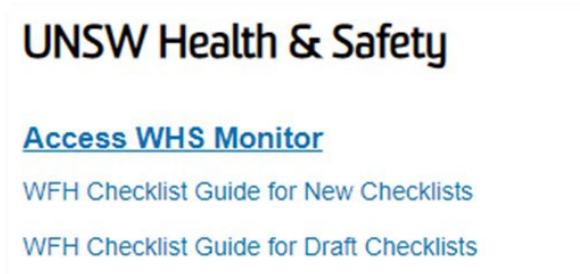 UNSW Health & Safety
Access WHS Monitor
WFH Checklist Guide for New Checklists
WFH Checklist Guide for Draft Checklists